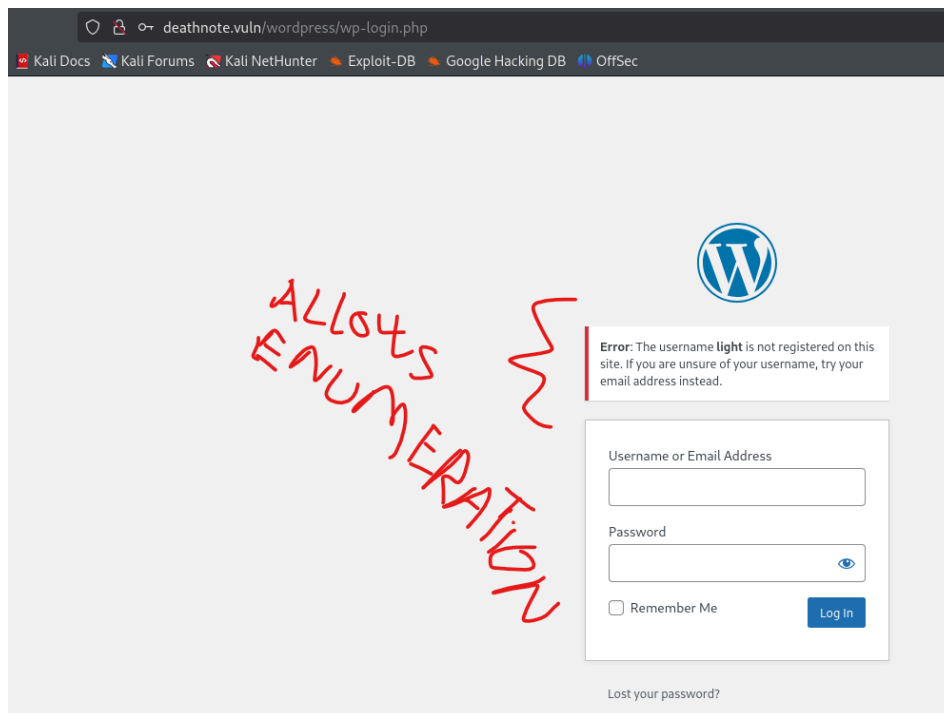 deathnote.vuln/wordpress/wp-login.php
Kali Docs Kali Forums Kali NetHunter Exploit-DB Google Hacking DB OffSec
ALLOWS
ENUMERATION
Error: The username light is not registered on this
site. If you are unsure of your username, try your
email address instead.
Username or Email Address
Password
Remember Me
Log In
Lost your password?